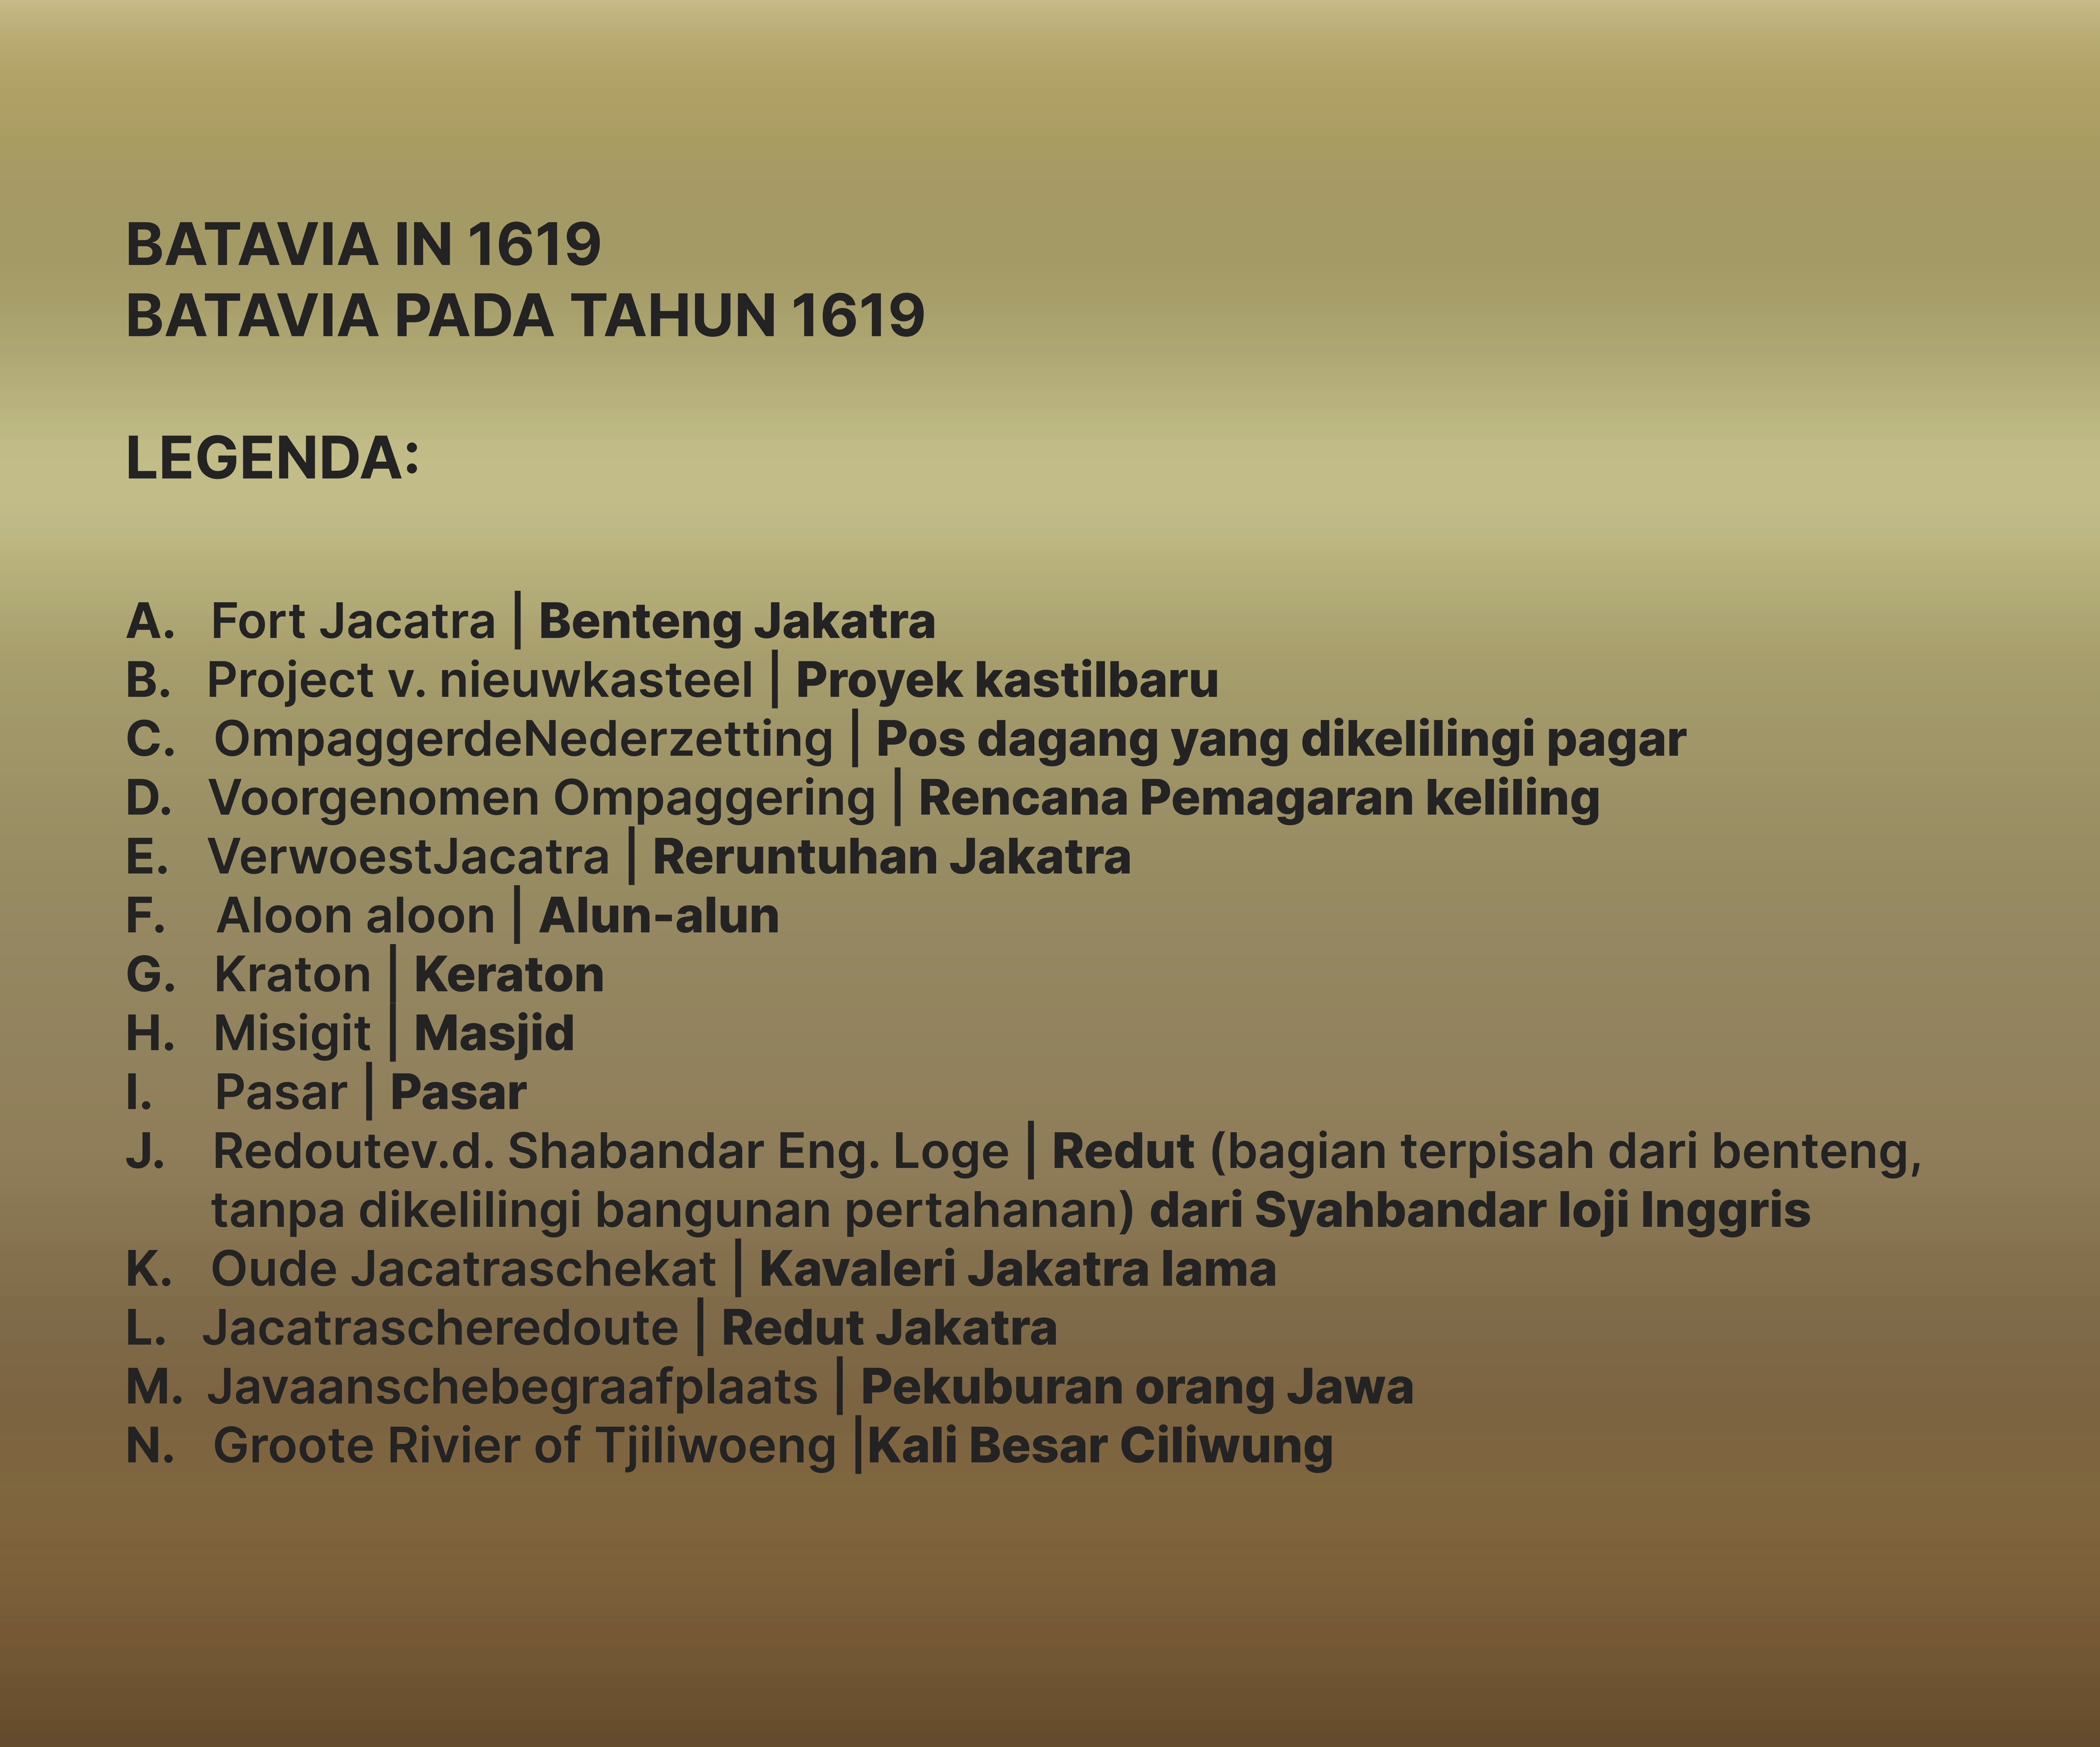 BATAVIA IN 1619
BATAVIA PADA TAHUN 1619
LEGENDA:
A. Fort Jacatra | Benteng Jakatra
B. Project v. nieuwkasteel | Proyek kastilbaru
C. OmpaggerdeNederzetting | Pos dagang yang dikelilingi pagar
D. Voorgenomen Ompaggering | Rencana Pemagaran keliling
E. VerwoestJacatra | Reruntuhan Jakatra
F. Aloon aloon | Alun-alun
G. Kraton | Keraton
H. Misigit | Masjid
I. Pasar | Pasar
J. Redoutev.d. Shabandar Eng. Loge | Redut (bagian terpisah dari benteng,
tanpa dikelilingi bangunan pertahanan) dari Syahbandar loji Inggris
K. Oude Jacatraschekat | Kavaleri Jakatra lama
L. Jacatrascheredoute | Redut Jakatra
M. Javaanschebegraafplaats | Pekuburan orang Jawa
N. Groote Rivier of Tjiliwoeng |Kali Besar Ciliwung